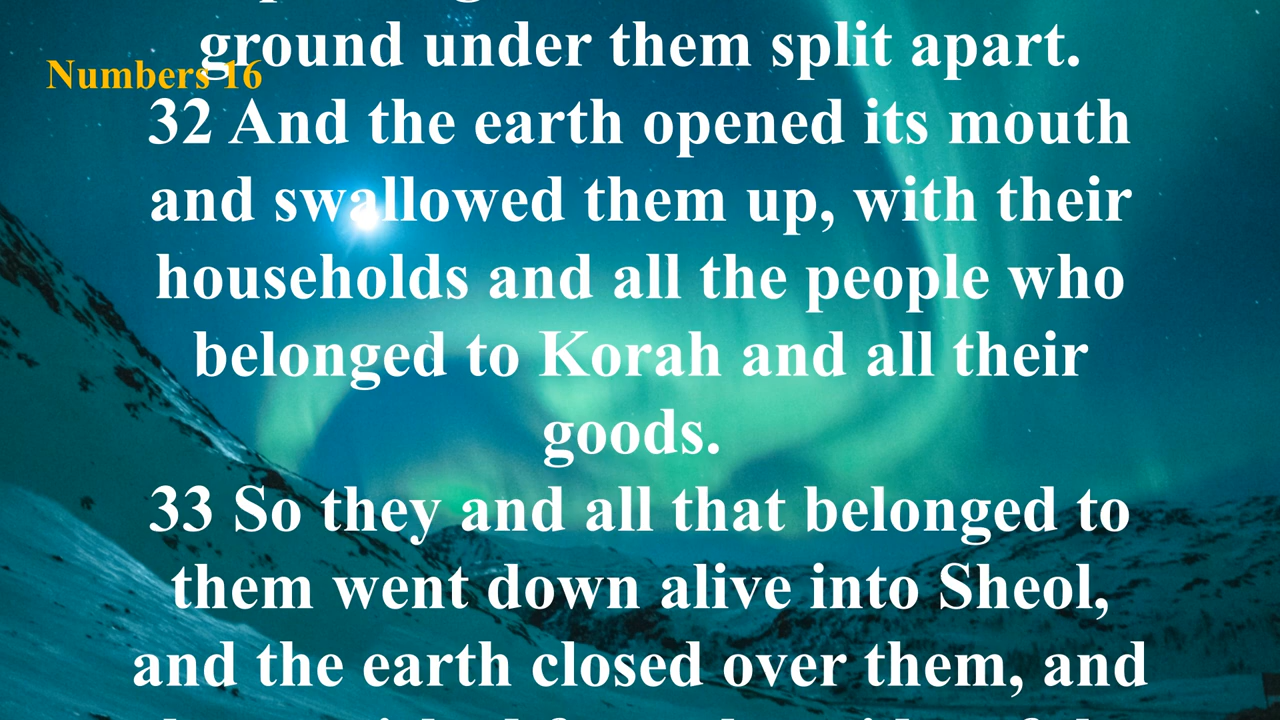 ground under them split apart.
Numbers 16
32 And the earth opened its mouth
and swallowed them up, with their
households and all the people who
belonged to Korah and all their
goods.
33 So they and all that belonged to
them went down alive into Sheol,
and the earth closed over them, and